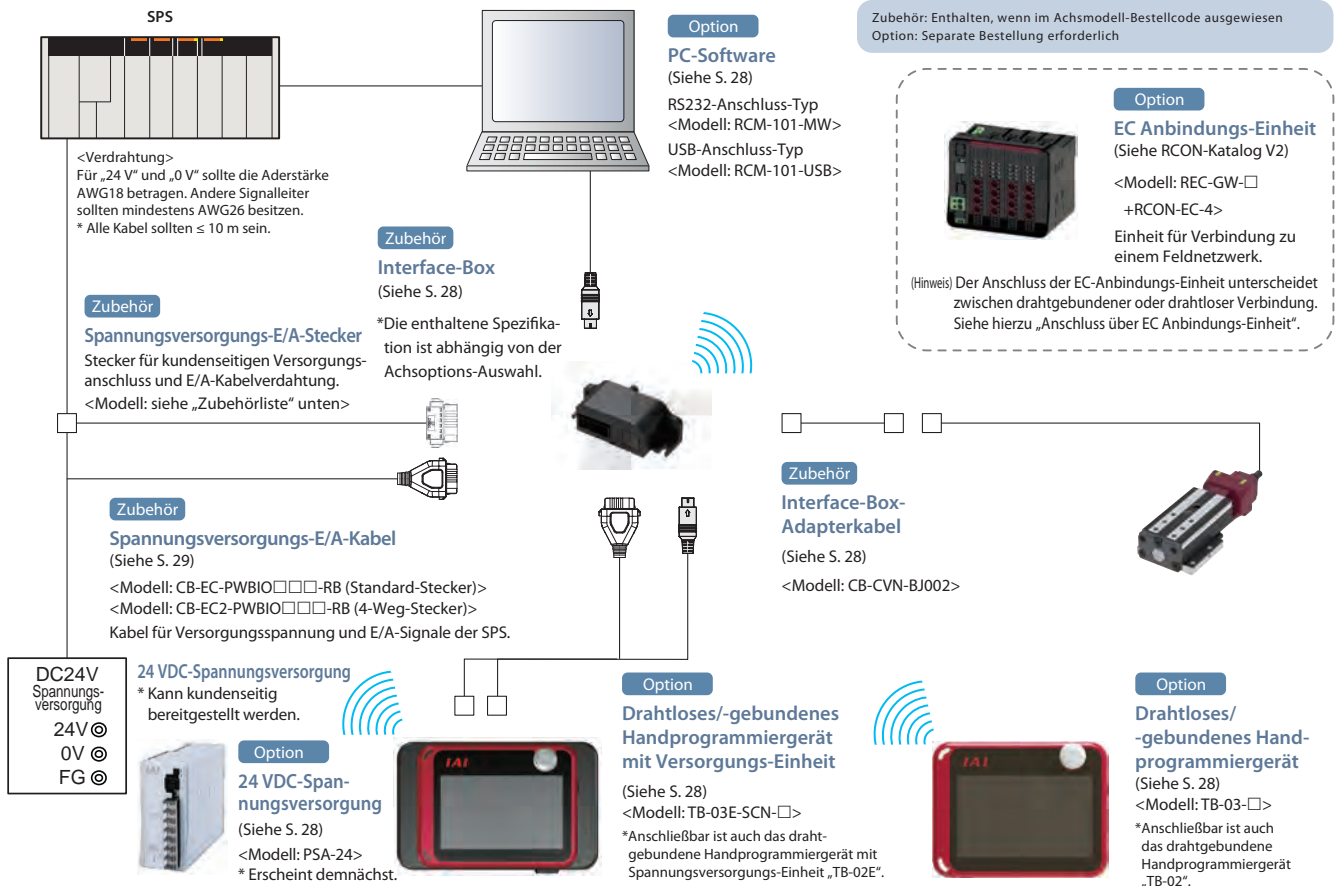 SPS
<Verdrahtung>
Für „24 V“ und „0 V“ sollte die Aderstärke
AWG18 betragen. Andere Signalleiter
sollten mindestens AWG26 besitzen.
* Alle Kabel sollten ≤ 10 m sein.
Option
PC-Software
(Siehe S. 28)
RS232-Anschluss-Typ
<Modell: RCM-101-MW>
USB-Anschluss-Typ
<Modell: RCM-101-USB>
Zubehör: Enthalten, wenn im Achsmodell-Bestellcode ausgewiesen
Option: Separate Bestellung erforderlich
Option
EC Anbindungs-Einheit
(Siehe RCON-Katalog V2)
<Modell: REC-GW-□
+RCON-EC-4>
Einheit für Verbindung zu
einem Feldnetzwerk.
(Hinweis) Der Anschluss der EC-Anbindungs-Einheit unterscheidet
zwischen drahtgebundener oder drahtloser Verbindung.
Siehe hierzu „Anschluss über EC Anbindungs-Einheit“.
Zubehör
Interface-Box
(Siehe S. 28)
*Die enthaltene Spezifika-
tion ist abhängig von der
Achsoptions-Auswahl.
Zubehör
Spannungsversorgungs-E/A-Stecker
Stecker für kundenseitigen Versorgungs-
anschluss und E/A-Kabelverdahtung.
<Modell: siehe „Zubehörliste“ unten>
Zubehör
Spannungsversorgungs-E/A-Kabel
(Siehe S. 29)
<Modell: CB-EC-PWBIO□□□-RB (Standard-Stecker)>
<Modell: CB-EC2-PWBIO□□□-RB (4-Weg-Stecker)>
Kabel für Versorgungsspannung und E/A-Signale der SPS.
Zubehör
Interface-Box-
Adapterkabel
(Siehe S. 28)
<Modell: CB-CVN-BJ002>
DC24V
Spannungs-
versorgung
24V
0V
FG
24 VDC-Spannungsversorgung
* Kann kundenseitig
bereitgestellt werden.
Option
24 VDC-Span-
nungsversorgung
(Siehe S. 28)
<Modell: PSA-24>
* Erscheint demnächst.
IAI
Option
Drahtloses/-gebundenes
Handprogrammiergerät
mit Versorgungs-Einheit
(Siehe S. 28)
<Modell: TB-03E-SCN-□>
*Anschließbar ist auch das draht-
gebundene Handprogrammiergerät mit
Spannungsversorgungs-Einheit „TB-02E“.
IAI
Option
Drahtloses/
-gebundenes Hand-
programmiergerät
(Siehe S. 28)
<Modell: TB-03-□>
*Anschließbar ist auch
das drahtgebundene
Handprogrammiergerät
„TB-02“.